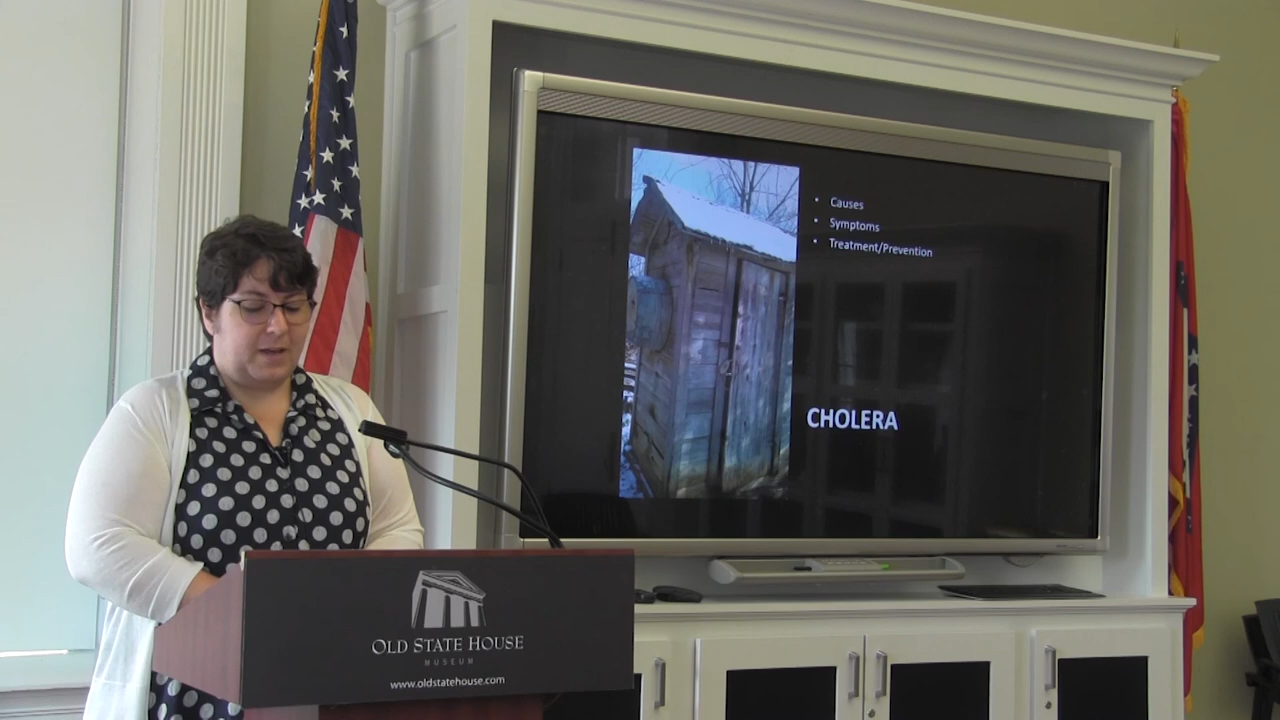 • Causes
• Symptoms
• Treatment/Prevention
CHOLERA
OLD STATE HOUSE
MUSEUM
www.oldstatehouse.com